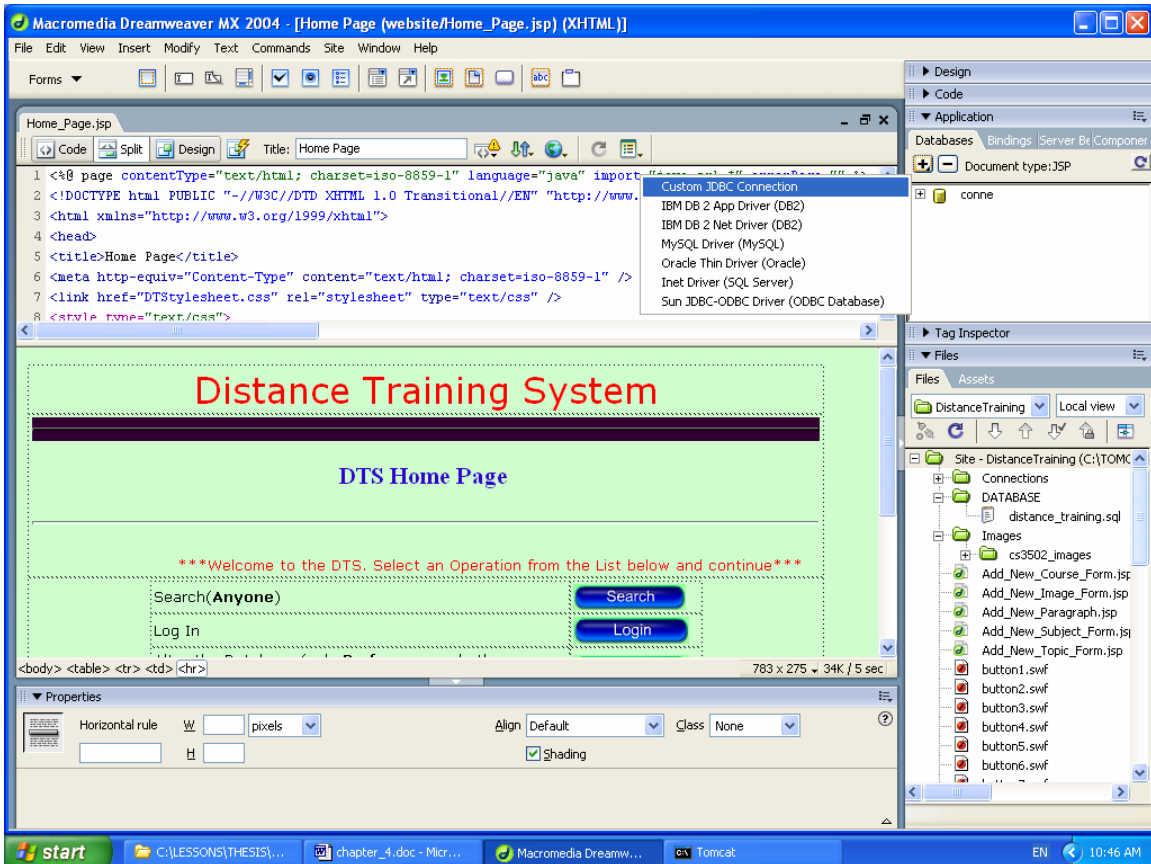 Macromedia Dreamweaver MX 2004 - [Home Page (website/Home_Page.jsp) (XHTML)]
File Edit View Insert Modify Text Commands Site Window Help
Forms
abc
Home_Page.jsp
Code Split Design Title: Home Page
1 <%@ page contentType="text/html; charset=iso-8859-1" language="java" import
2 <!DOCTYPE html PUBLIC "-//W3C//DTD XHTML 1.0 Transitional//EN" "http://www.
3 <html xmlns="http://www.w3.org/1999/xhtml">
4 <head>
5 <title>Home Page</title>
6 <meta http-equiv="Content-Type" content="text/html; charset=iso-8859-1" />
7 <link href="DTStylesheet.css" rel="stylesheet" type="text/css" />
8 <style type="text/css">
Custom JDBC Connection
IBM DB 2 App Driver (DB2)
IBM DB 2 Net Driver (DB2)
MySQL Driver (MySQL)
Oracle Thin Driver (Oracle)
Inet Driver (SQL Server)
Sun JDBC-ODBC Driver (ODBC Database)
Distance Training System
DTS Home Page
***Welcome to the DTS. Select an Operation from the List below and continue***
Search(Anyone) Search
Log In Login
<body> <table> <tr> <td> <hr> 783 x 275 34K / 5 sec
Properties
Horizontal rule W pixels Align Default Class None
H Shading
Design
Code
Application
Databases Bindings Server Be Componer
Document type:JSP
conne
Tag Inspector
Files
Files Assets
DistanceTraining Local view
Site - DistanceTraining (C:\TOMC
Connections
DATABASE
distance_training.sql
Images
cs3502_images
Add_New_Course_Form.jsp
Add_New_Image_Form.jsp
Add_New_Paragraph.jsp
Add_New_Subject_Form.jsp
Add_New_Topic_Form.jsp
button1.swf
button2.swf
button3.swf
button4.swf
button5.swf
button6.swf
start C:\LESSONS\THESIS\... chapter_4.doc - Micr... Macromedia Dreamw... Tomcat EN 10:46 AM